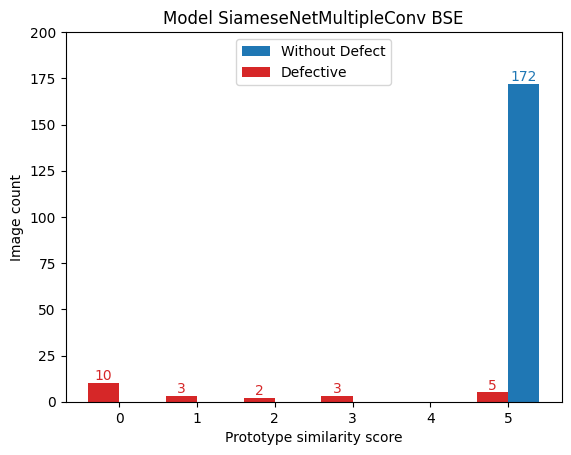 Model SiameseNetMultipleConv BSE
Without Defect
Defective
200
175
150
125
100
75
50
25
0
Image count
10
3
2
3
5
172
0 1 2 3 4 5
Prototype similarity score